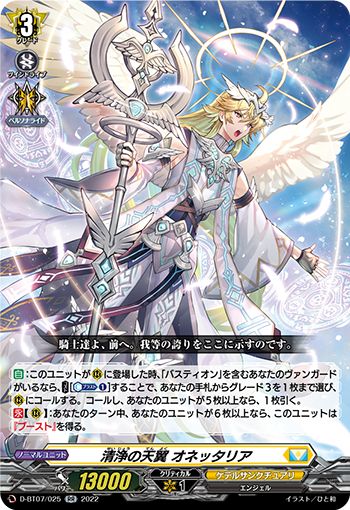 3
グレード
ツインドライブ
ペルソナライド
騎士達よ、前へ。我等の誇りをここに示すのです。
自:このユニットがRに登場した時、「バスティオン」を含むあなたのヴァンガード
がいるなら、【ソウルブラスト1】することで、あなたの手札からグレード3を1枚まで選び、
Rにコールする。コールし、あなたのユニットが5枚以上なら、1枚引く。
永【R】:あなたのターン中、あなたのユニットが6枚以上なら、このユニットは
『ブースト』を得る。
ノーマルユニット
清浄の天翼 オネッタリア
パワー
13000
クリティカル
1
ケテルサンクチュアリ
エンジェル
D-BT07/025 RR 2022
イラスト/ひと和